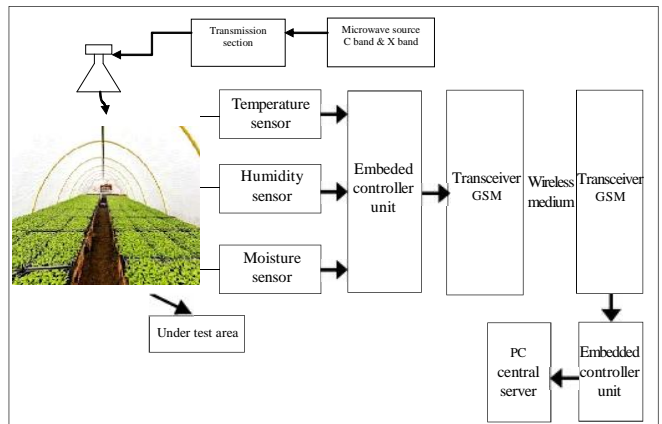 Transmission
section
Microwave source
C band & X band
Temperature
sensor
Humidity
sensor
Moisture
sensor
Embeded
controller
unit
Transceiver
GSM
Wireless
medium
Transceiver
GSM
Under test area
PC
central
server
Embedded
controller
unit